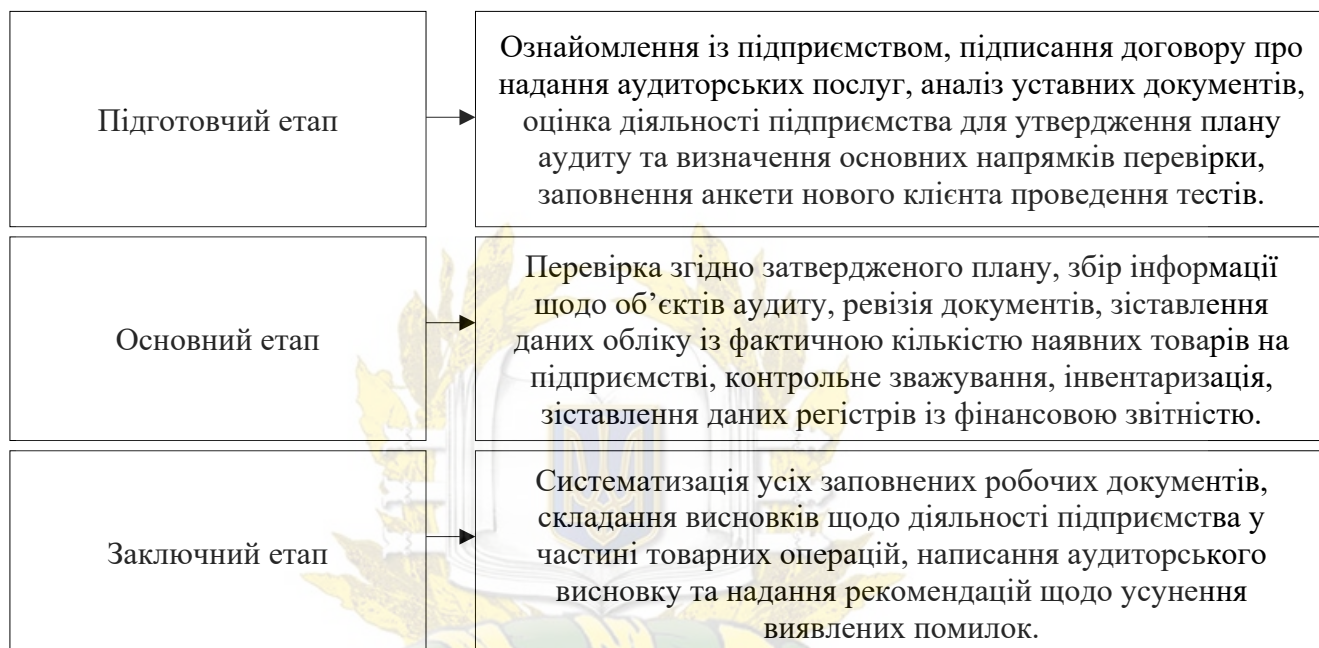 Підготовчий етап
Ознайомлення із підприємством, підписання договору про
надання аудиторських послуг, аналіз уставних документів,
оцінка діяльності підприємства для утвердження плану
аудиту та визначення основних напрямків перевірки,
заповнення анкети нового клієнта проведення тестів.
Основний етап
Перевірка згідно затвердженого плану, збір інформації
щодо об’єктів аудиту, ревізія документів, зіставлення
даних обліку із фактичною кількістю наявних товарів на
підприємстві, контрольне зважування, інвентаризація,
зіставлення даних регістрів із фінансовою звітністю.
Заключний етап
Систематизація усіх заповнених робочих документів,
складання висновків щодо діяльності підприємства у
частині товарних операцій, написання аудиторського
висновку та надання рекомендацій щодо усунення
виявлених помилок.